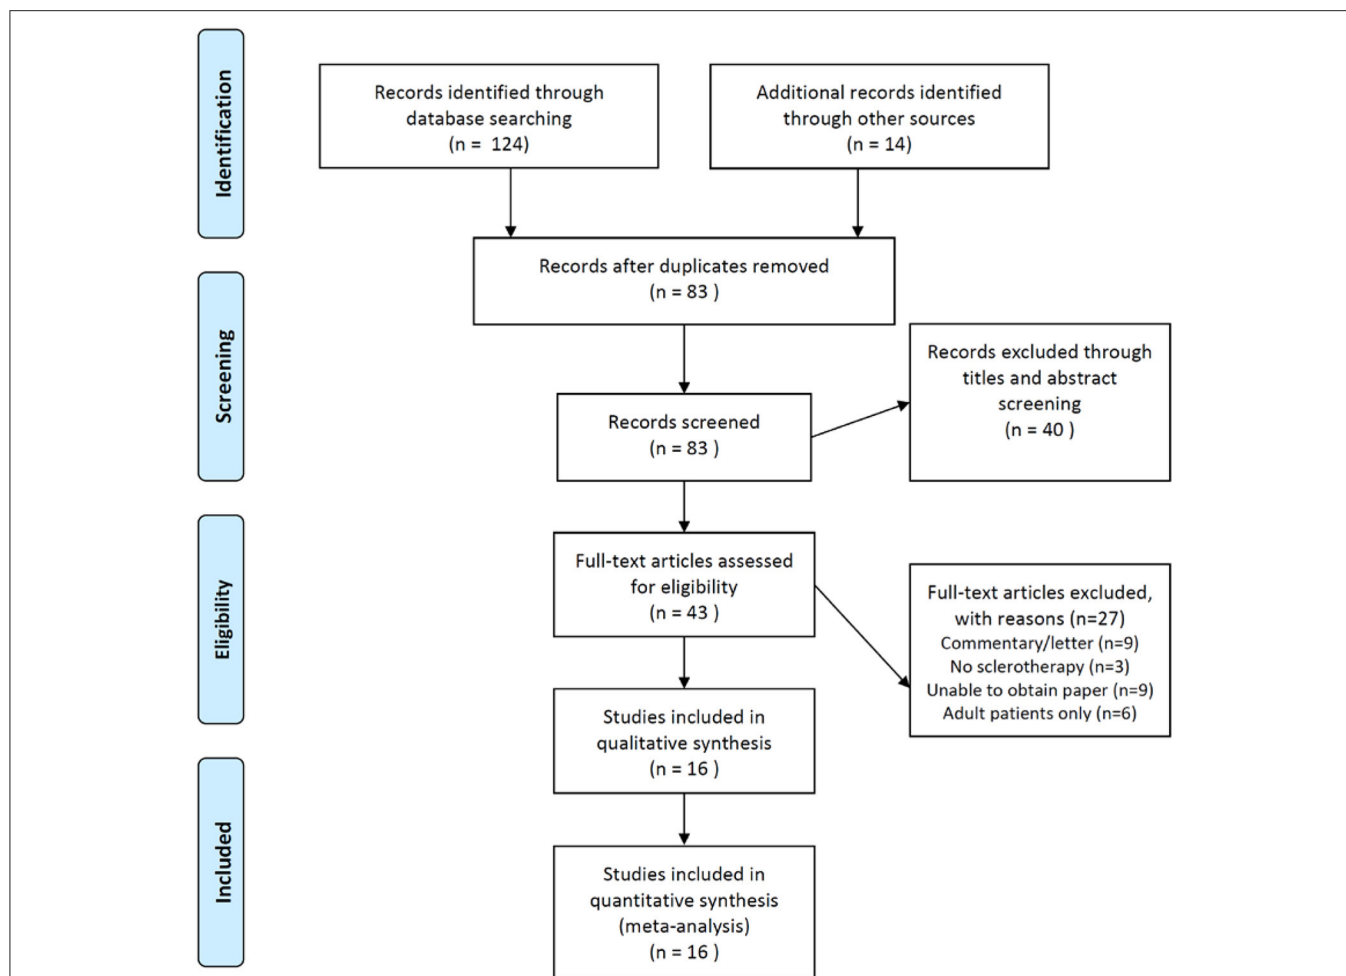 Identification
Records identified through
database searching
(n = 124)
Additional records identified
through other sources
(n = 14)
Records after duplicates removed
(n = 83 )
Screening
Records screened
(n = 83 )
Records excluded through
titles and abstract
screening
(n = 40 )
Eligibility
Full-text articles assessed
for eligibility
(n = 43 )
Full-text articles excluded,
with reasons (n=27)
Commentary/letter (n=9)
No sclerotherapy (n=3)
Unable to obtain paper (n=9)
Adult patients only (n=6)
Studies included in
qualitative synthesis
(n = 16 )
Included
Studies included in
quantitative synthesis
(meta-analysis)
(n = 16 )